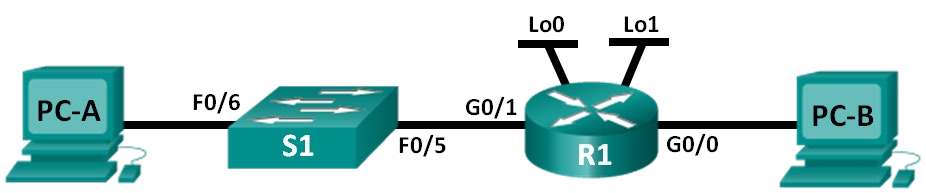 Lo0
Lo1
PC-A
F0/6
S1
F0/5
G0/1
R1
G0/0
PC-B